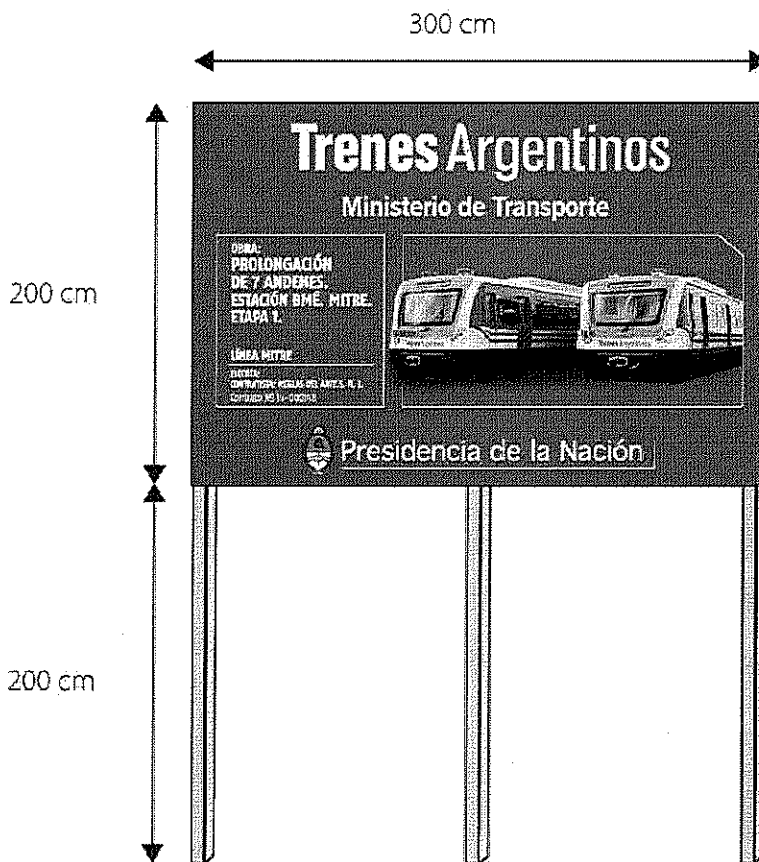 300 cm
Trenes Argentinos
Ministerio de Transporte
200 cm
OBRA:
PROLONGACIÓN
DE 7 ANDENES.
ESTACIÓN BMÉ. MITRE.
ETAPA 1.
LÍNEA MITRE
Presidencia de la Nación
200 cm